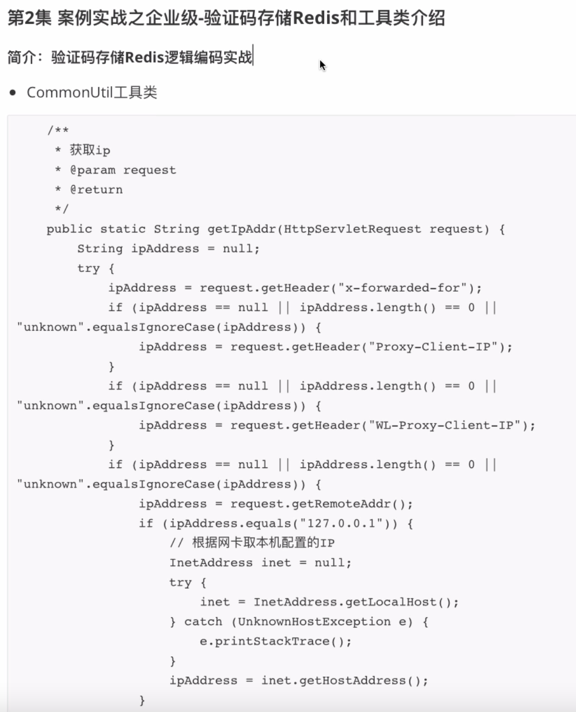 第2集 案例实战之企业级-验证码存储Redis和工具类介绍
简介：验证码存储Redis逻辑编码实战
• CommonUtil工具类
/**
 * 获取ip
 * @param request
 * @return
 */
public static String getIpAddr(HttpServletRequest request) {
    String ipAddress = null;
    try {
        ipAddress = request.getHeader("x-forwarded-for");
        if (ipAddress == null || ipAddress.length() == 0 ||
"unknown".equalsIgnoreCase(ipAddress)) {
            ipAddress = request.getHeader("Proxy-Client-IP");
        }
        if (ipAddress == null || ipAddress.length() == 0 ||
"unknown".equalsIgnoreCase(ipAddress)) {
            ipAddress = request.getHeader("WL-Proxy-Client-IP");
        }
        if (ipAddress == null || ipAddress.length() == 0 ||
"unknown".equalsIgnoreCase(ipAddress)) {
            ipAddress = request.getRemoteAddr();
            if (ipAddress.equals("127.0.0.1")) {
                // 根据网卡取本机配置的IP
                InetAddress inet = null;
                try {
                    inet = InetAddress.getLocalHost();
                } catch (UnknownHostException e) {
                    e.printStackTrace();
                }
                ipAddress = inet.getHostAddress();
            }